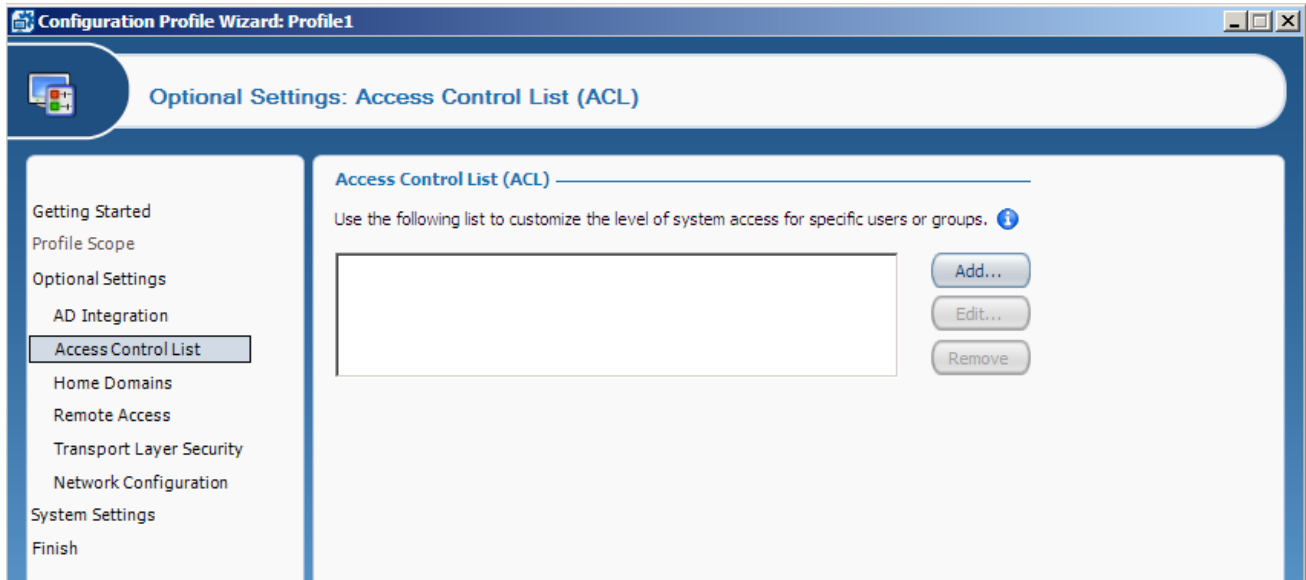 Configuration Profile Wizard: Profile1
Optional Settings: Access Control List (ACL)
Getting Started
Profile Scope
Optional Settings
AD Integration
Access Control List
Home Domains
Remote Access
Transport Layer Security
Network Configuration
System Settings
Finish
Access Control List (ACL)
Use the following list to customize the level of system access for specific users or groups.
Add...
Edit...
Remove